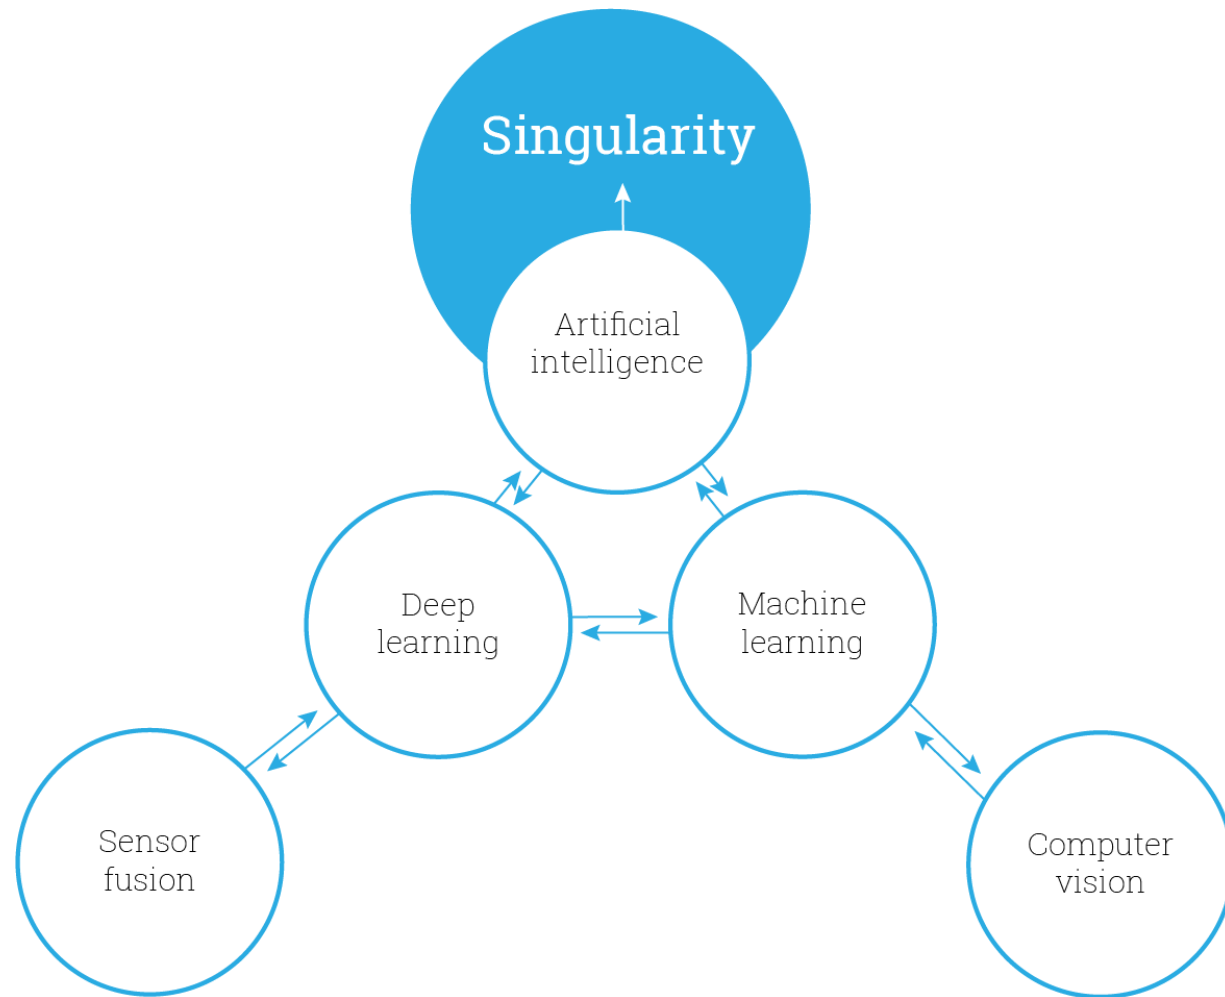 Singularity
Artificial
intelligence
Deep
learning
Machine
learning
Sensor
fusion
Computer
vision